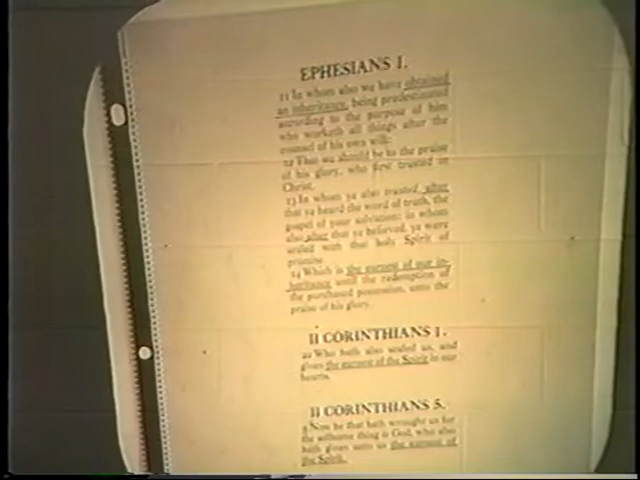 EPHESIANS 1.
11 In whom also we have obtained
an inheritance, being predestinated
according to the purpose of him
who worketh all things after the
counsel of his own will:
12 That we should be to the praise
of his glory, who first trusted in
Christ.
13 In whom ye also trusted, after
that ye heard the word of truth, the
gospel of your salvation: in whom
also after that ye believed, ye were
sealed with that holy Spirit of
promise.
14 Which is the earnest of our in-
heritance until the redemption of
the purchased possession, unto the
praise of his glory.
II CORINTHIANS 1.
22 Who hath also sealed us, and
given the earnest of the Spirit in our
hearts.
II CORINTHIANS 5.
5 Now he that hath wrought us for
the selfsame thing is God, who also
hath given unto us the earnest of
the Spirit.